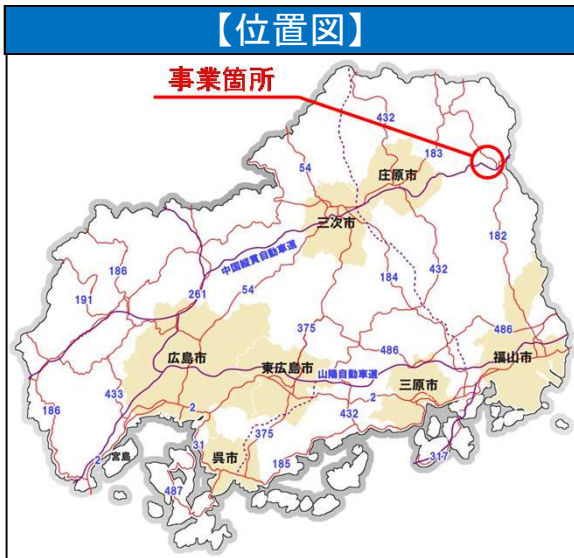 【位置図】
事業箇所
432
183
54
庄原市
三次市
182
中国縦貫自動車道
186
191
261
54
184
432
375
486
486
広島市
東広島市
山陽自動車道
三原市
福山市
433
186
2
2
432
31
375
185
2
宮島
呉市
487
317